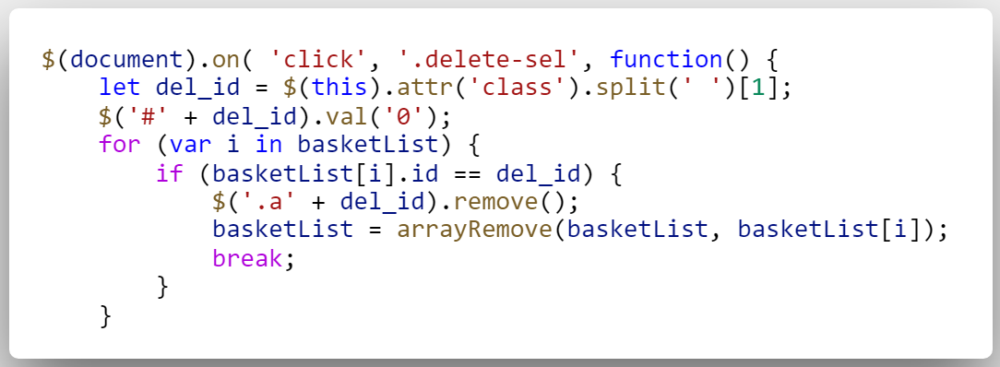 $(document).on( 'click', '.delete-sel', function() {
    let del_id = $(this).attr('class').split(' ')[1];
    $('#' + del_id).val('0');
    for (var i in basketList) {
        if (basketList[i].id == del_id) {
            $('.a' + del_id).remove();
            basketList = arrayRemove(basketList, basketList[i]);
            break;
        }
    }